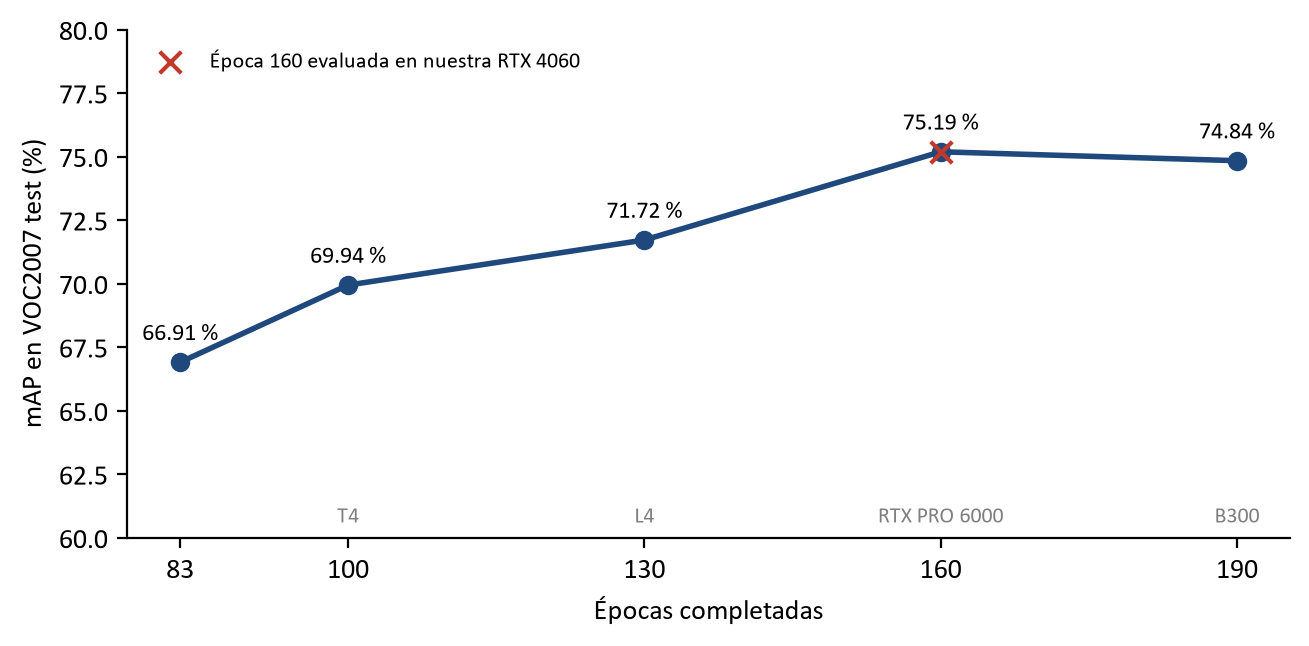 80.0
Época 160 evaluada en nuestra RTX 4060
77.5
75.19 %
74.84 %
75.0
71.72 %
72.5
69.94 %
70.0
66.91 %
67.5
65.0
62.5
60.0
mAP en VOC2007 test (%)
T4 L4 RTX PRO 6000 B300
83 100 130 160 190
Épocas completadas